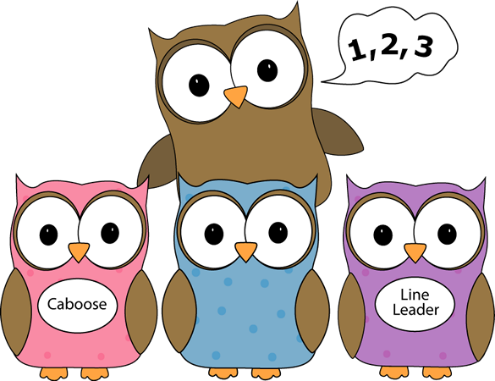 1, 2, 3
Caboose
Line
Leader